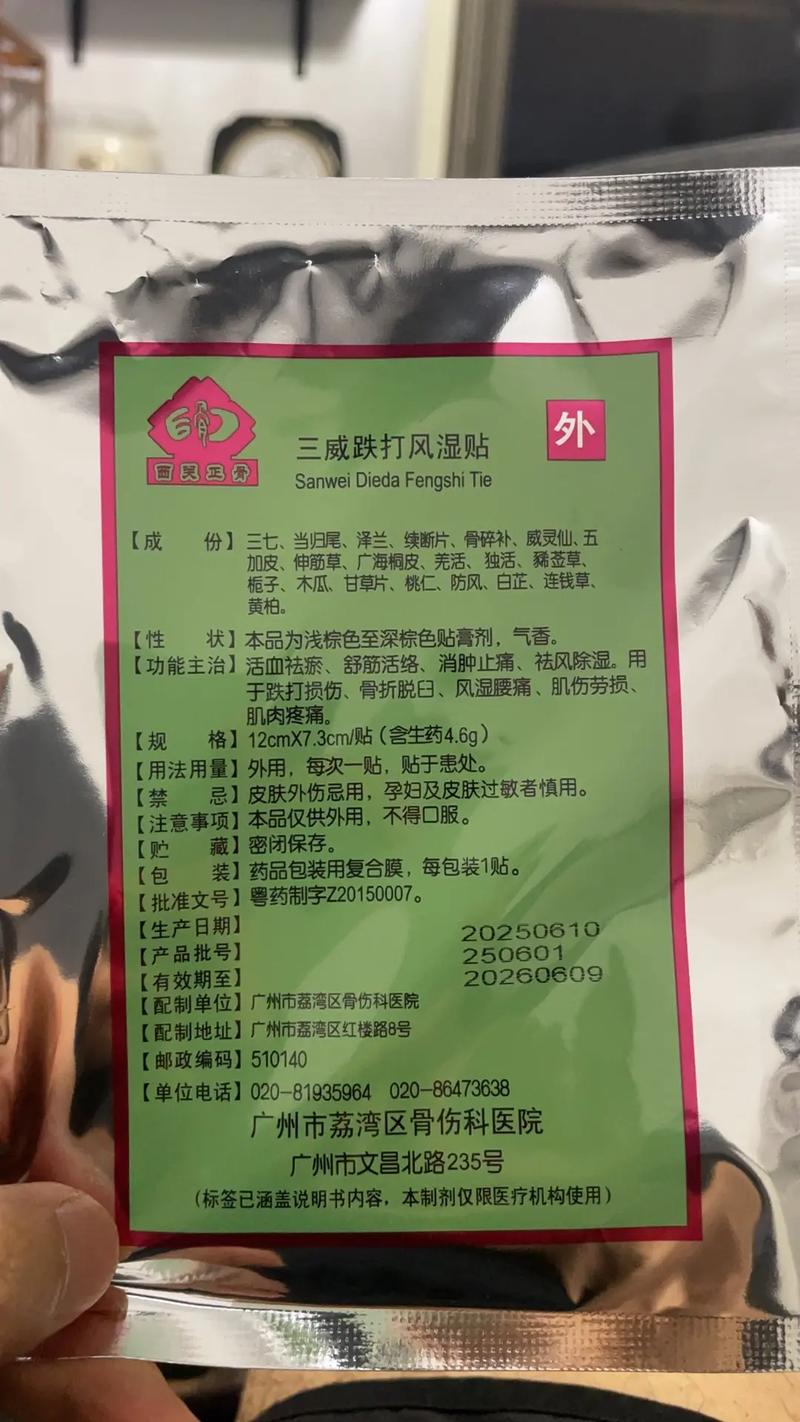 西关正骨
三威跌打风湿贴
外
Sanwei Dieda Fengshi Tie
【成 份】三七、当归尾、泽兰、续断片、骨碎补、威灵仙、五
加皮、伸筋草、广海桐皮、羌活、独活、豨莶草、
栀子、木瓜、甘草片、桃仁、防风、白芷、连钱草、
黄柏。
【性 状】本品为浅棕色至深棕色贴膏剂，气香。
【功能主治】活血祛瘀、舒筋活络、消肿止痛、祛风除湿。用
于跌打损伤、骨折脱臼、风湿腰痛、肌伤劳损、
肌肉疼痛。
【规 格】12cmX7.3cm/贴（含生药4.6g）
【用法用量】外用，每次一贴，贴于患处。
【禁 忌】皮肤外伤忌用，孕妇及皮肤过敏者慎用。
【注意事项】本品仅供外用，不得口服。
【贮 藏】密闭保存。
【包 装】药品包装用复合膜，每包装1贴。
【批准文号】粤药制字Z20150007。
【生产日期】 20250610
【产品批号】 250601
【有效期至】 20260609
【配制单位】广州市荔湾区骨伤科医院
【配制地址】广州市荔湾区红楼路8号
【邮政编码】510140
【单位电话】020-81935964 020-86473638
广州市荔湾区骨伤科医院
广州市文昌北路235号
（标签已涵盖说明书内容，本制剂仅限医疗机构使用）